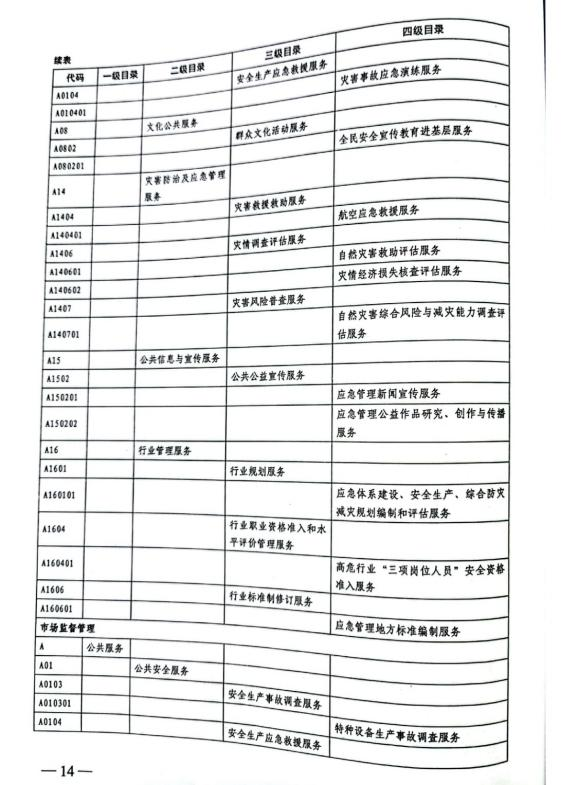 续表
代码 一级目录 二级目录 三级目录 四级目录
A0104 安全生产应急救援服务
A010401 灾害事故应急演练服务
A08 文化公共服务
A0802 群众文化活动服务
A080201 全民安全宣传教育进基层服务
A14 灾害防治及应急管理
服务
A1404 灾害救援救助服务
A140401 航空应急救援服务
A1406 灾情调查评估服务
A140601 自然灾害救助评估服务
A140602 灾情经济损失核查评估服务
A1407 灾害风险普查服务
A140701 自然灾害综合风险与减灾能力调查评
估服务
A15 公共信息与宣传服务
A1502 公共公益宣传服务
A150201 应急管理新闻宣传服务
A150202 应急管理公益作品研究、创作与传播
服务
A16 行业管理服务
A1601 行业规划服务
A160101 应急体系建设、安全生产、综合防灾
减灾规划编制和评估服务
A1604 行业职业资格准入和水
平评价管理服务
A160401 高危行业“三项岗位人员”安全资格
准入服务
A1606 行业标准制修订服务
A160601 应急管理地方标准编制服务
市场监督管理
A 公共服务
A01 公共安全服务
A0103 安全生产事故调查服务
A010301 特种设备生产事故调查服务
A0104 安全生产应急救援服务
—14—